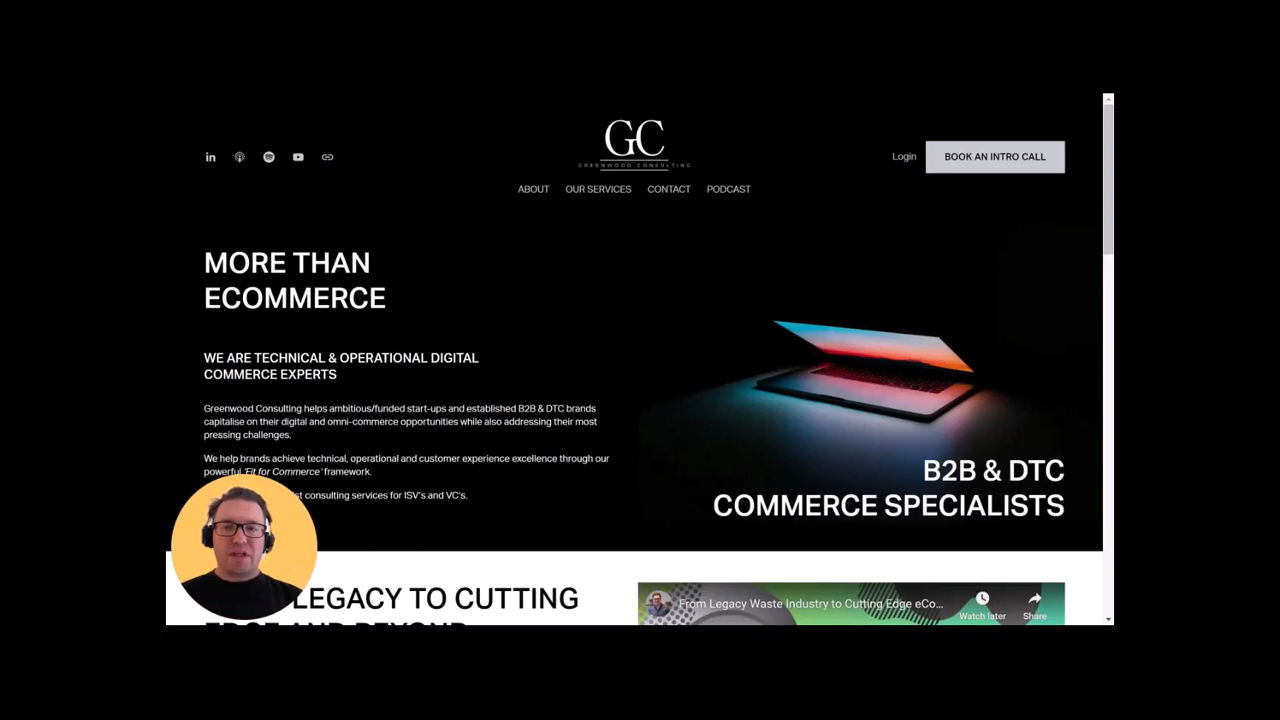 GC
GREENWOOD CONSULTING
in
Login
BOOK AN INTRO CALL
ABOUT OUR SERVICES CONTACT PODCAST
MORE THAN
ECOMMERCE
WE ARE TECHNICAL & OPERATIONAL DIGITAL
COMMERCE EXPERTS
Greenwood Consulting helps ambitious/funded start-ups and established B2B & DTC brands
capitalise on their digital and omni-commerce opportunities while also addressing their most
pressing challenges.
We help brands achieve technical, operational and customer experience excellence through our
powerful 'Fit for Commerce' framework.
consulting services for ISV's and VC's.
B2B & DTC
COMMERCE SPECIALISTS
LEGACY TO CUTTING
EDGE AND BEYOND
From Legacy Waste Industry to Cutting Edge eCo...
Watch later
Share